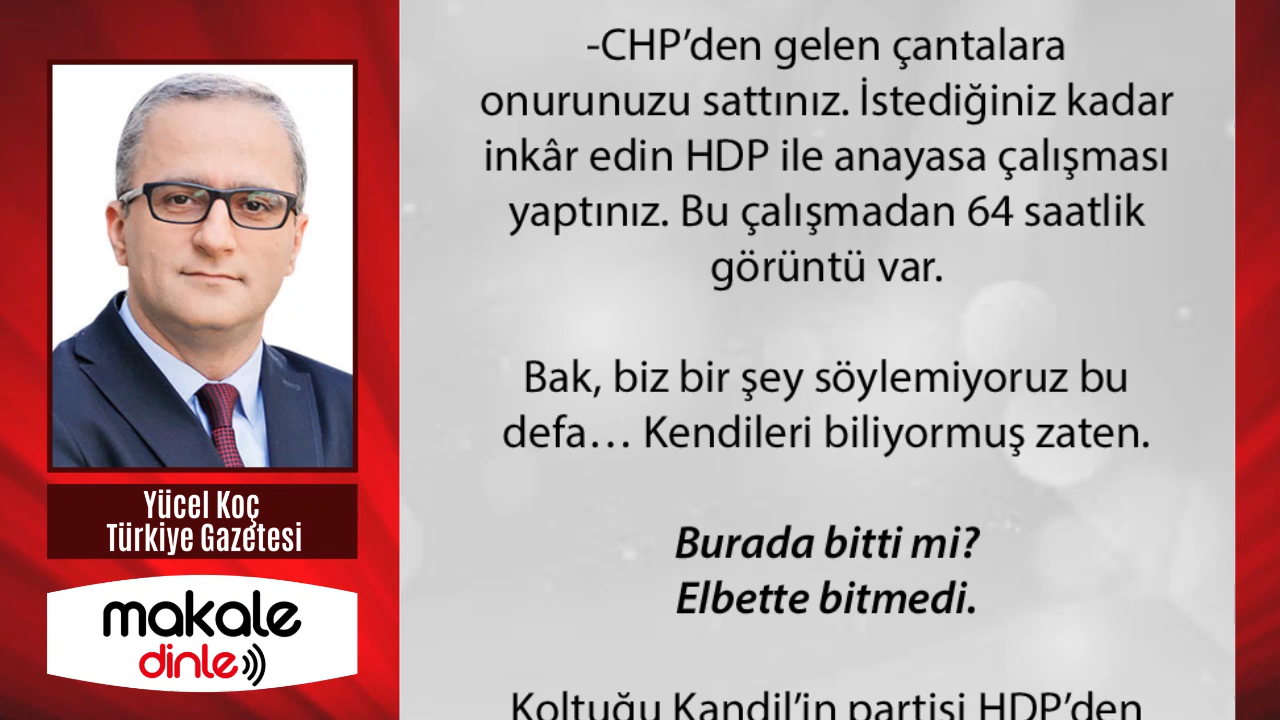 -CHP’den gelen çantalara
onurunuzu sattınız. İstediğiniz kadar
inkâr edin HDP ile anayasa çalışması
yaptınız. Bu çalışmadan 64 saatlik
görüntü var.
Bak, biz bir şey söylemiyoruz bu
defa… Kendileri biliyormuş zaten.
Burada bitti mi?
Elbette bitmedi.
Koltuğu Kandil’in partisi HDP’den
Yücel Koç
Türkiye Gazetesi
makale
dinle